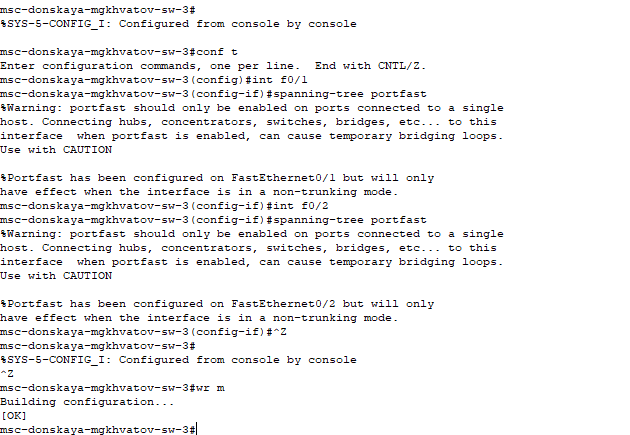 msc-donskaya-mgkhvatov-sw-3#
%SYS-5-CONFIG_I: Configured from console by console
msc-donskaya-mgkhvatov-sw-3#conf t
Enter configuration commands, one per line.  End with CNTL/Z.
msc-donskaya-mgkhvatov-sw-3(config)#int f0/1
msc-donskaya-mgkhvatov-sw-3(config-if)#spanning-tree portfast
%Warning: portfast should only be enabled on ports connected to a single
host. Connecting hubs, concentrators, switches, bridges, etc... to this
interface  when portfast is enabled, can cause temporary bridging loops.
Use with CAUTION
%Portfast has been configured on FastEthernet0/1 but will only
have effect when the interface is in a non-trunking mode.
msc-donskaya-mgkhvatov-sw-3(config-if)#int f0/2
msc-donskaya-mgkhvatov-sw-3(config-if)#spanning-tree portfast
%Warning: portfast should only be enabled on ports connected to a single
host. Connecting hubs, concentrators, switches, bridges, etc... to this
interface  when portfast is enabled, can cause temporary bridging loops.
Use with CAUTION
%Portfast has been configured on FastEthernet0/2 but will only
have effect when the interface is in a non-trunking mode.
msc-donskaya-mgkhvatov-sw-3(config-if)#^Z
msc-donskaya-mgkhvatov-sw-3#
%SYS-5-CONFIG_I: Configured from console by console
^Z
msc-donskaya-mgkhvatov-sw-3#wr m
Building configuration...
[OK]
msc-donskaya-mgkhvatov-sw-3#